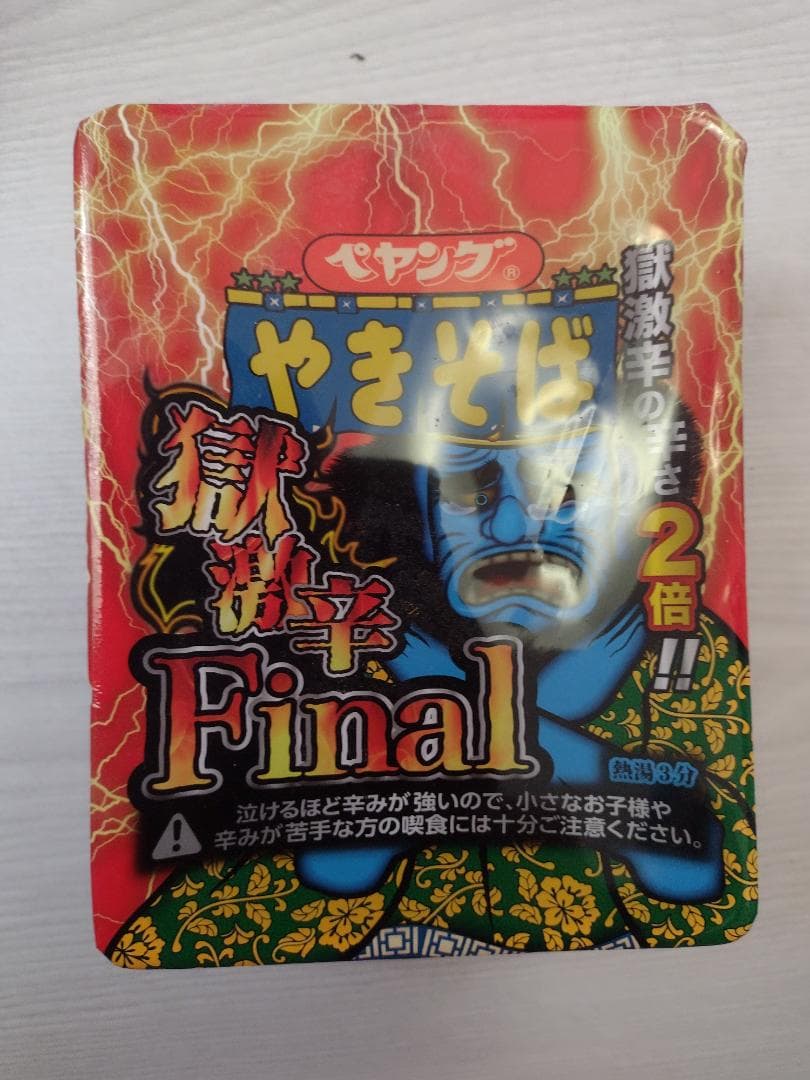 ペヤング®
やきそば
獄激辛の辛さ
2倍!!
獄激辛
Final
熱湯3分
泣けるほど辛みが強いので、小さなお子様や
辛みが苦手な方の喫食には十分ご注意ください。